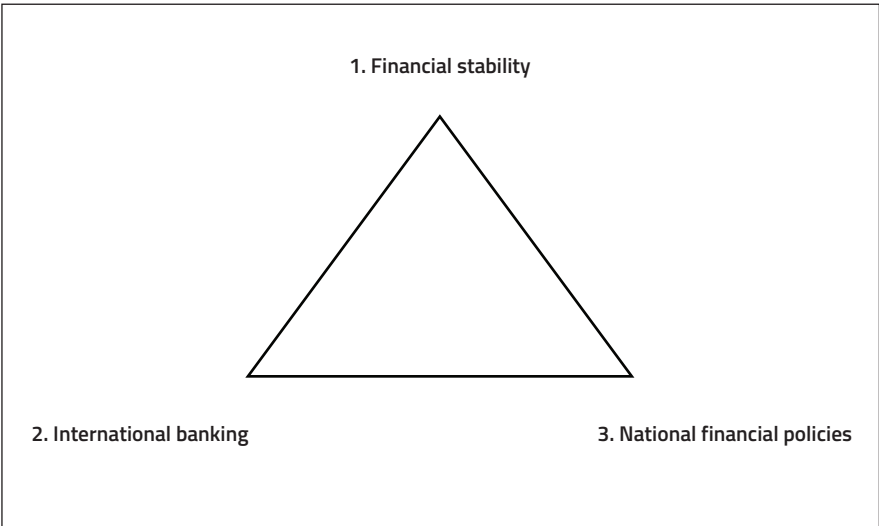 1. Financial stability
2. International banking
3. National financial policies